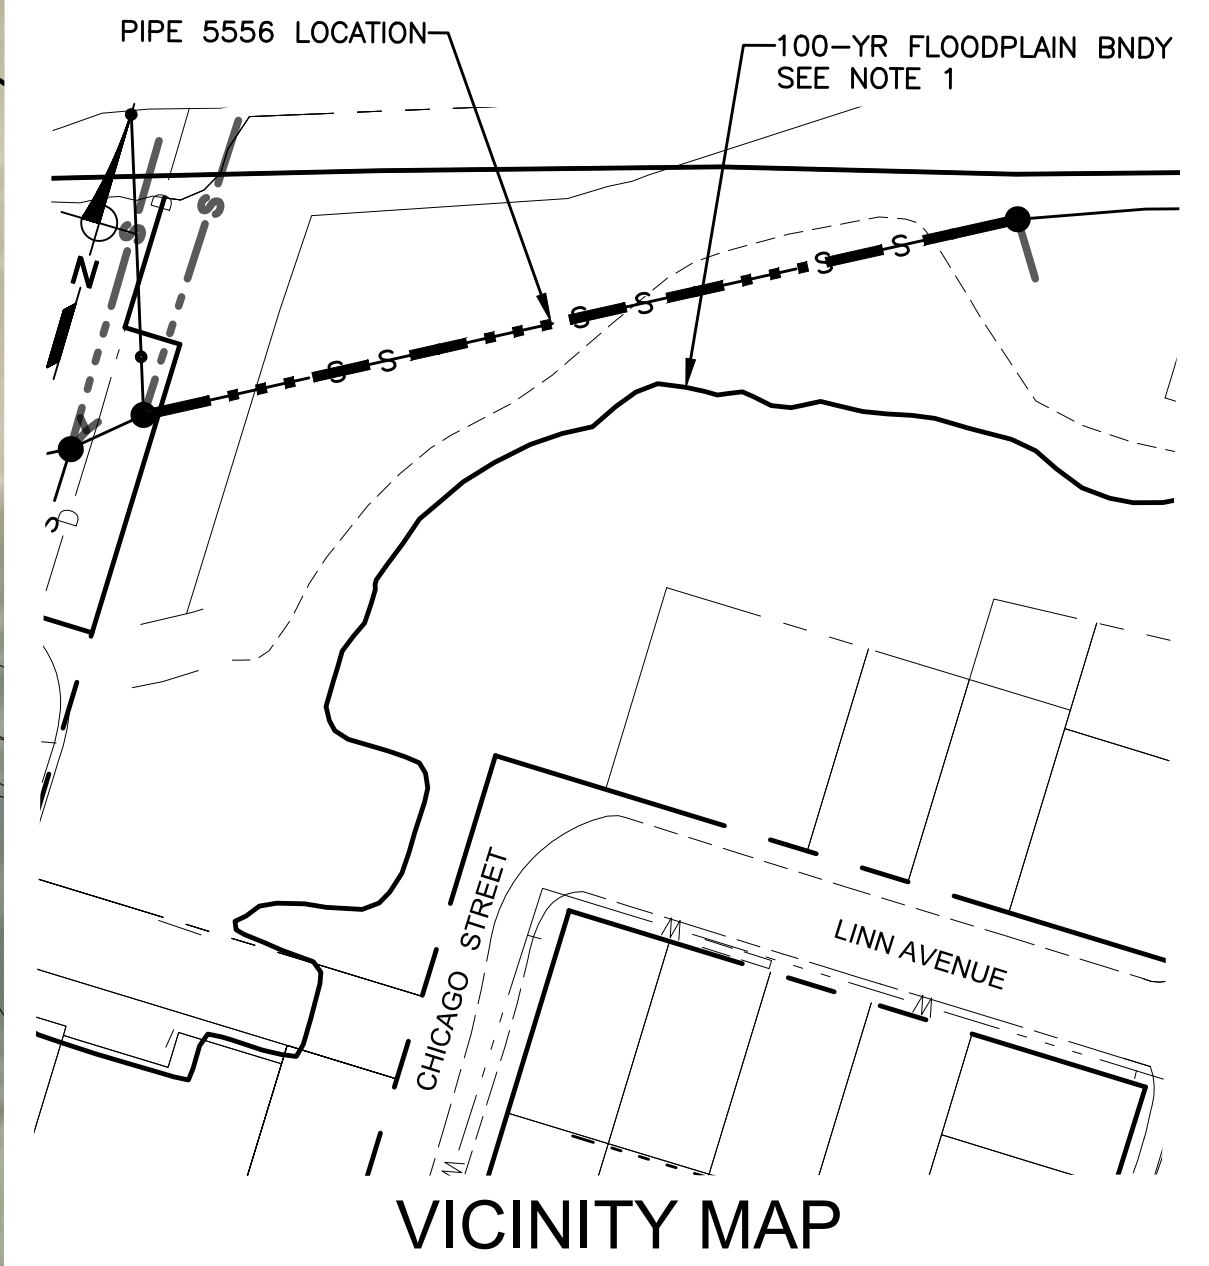 PIPE 5556 LOCATION
100-YR FLOODPLAIN BNDY
SEE NOTE 1
S
S
N
S
S
S
S
S
S
D
CHICAGO STREET
LINN AVENUE
W
W
W
VICINITY MAP